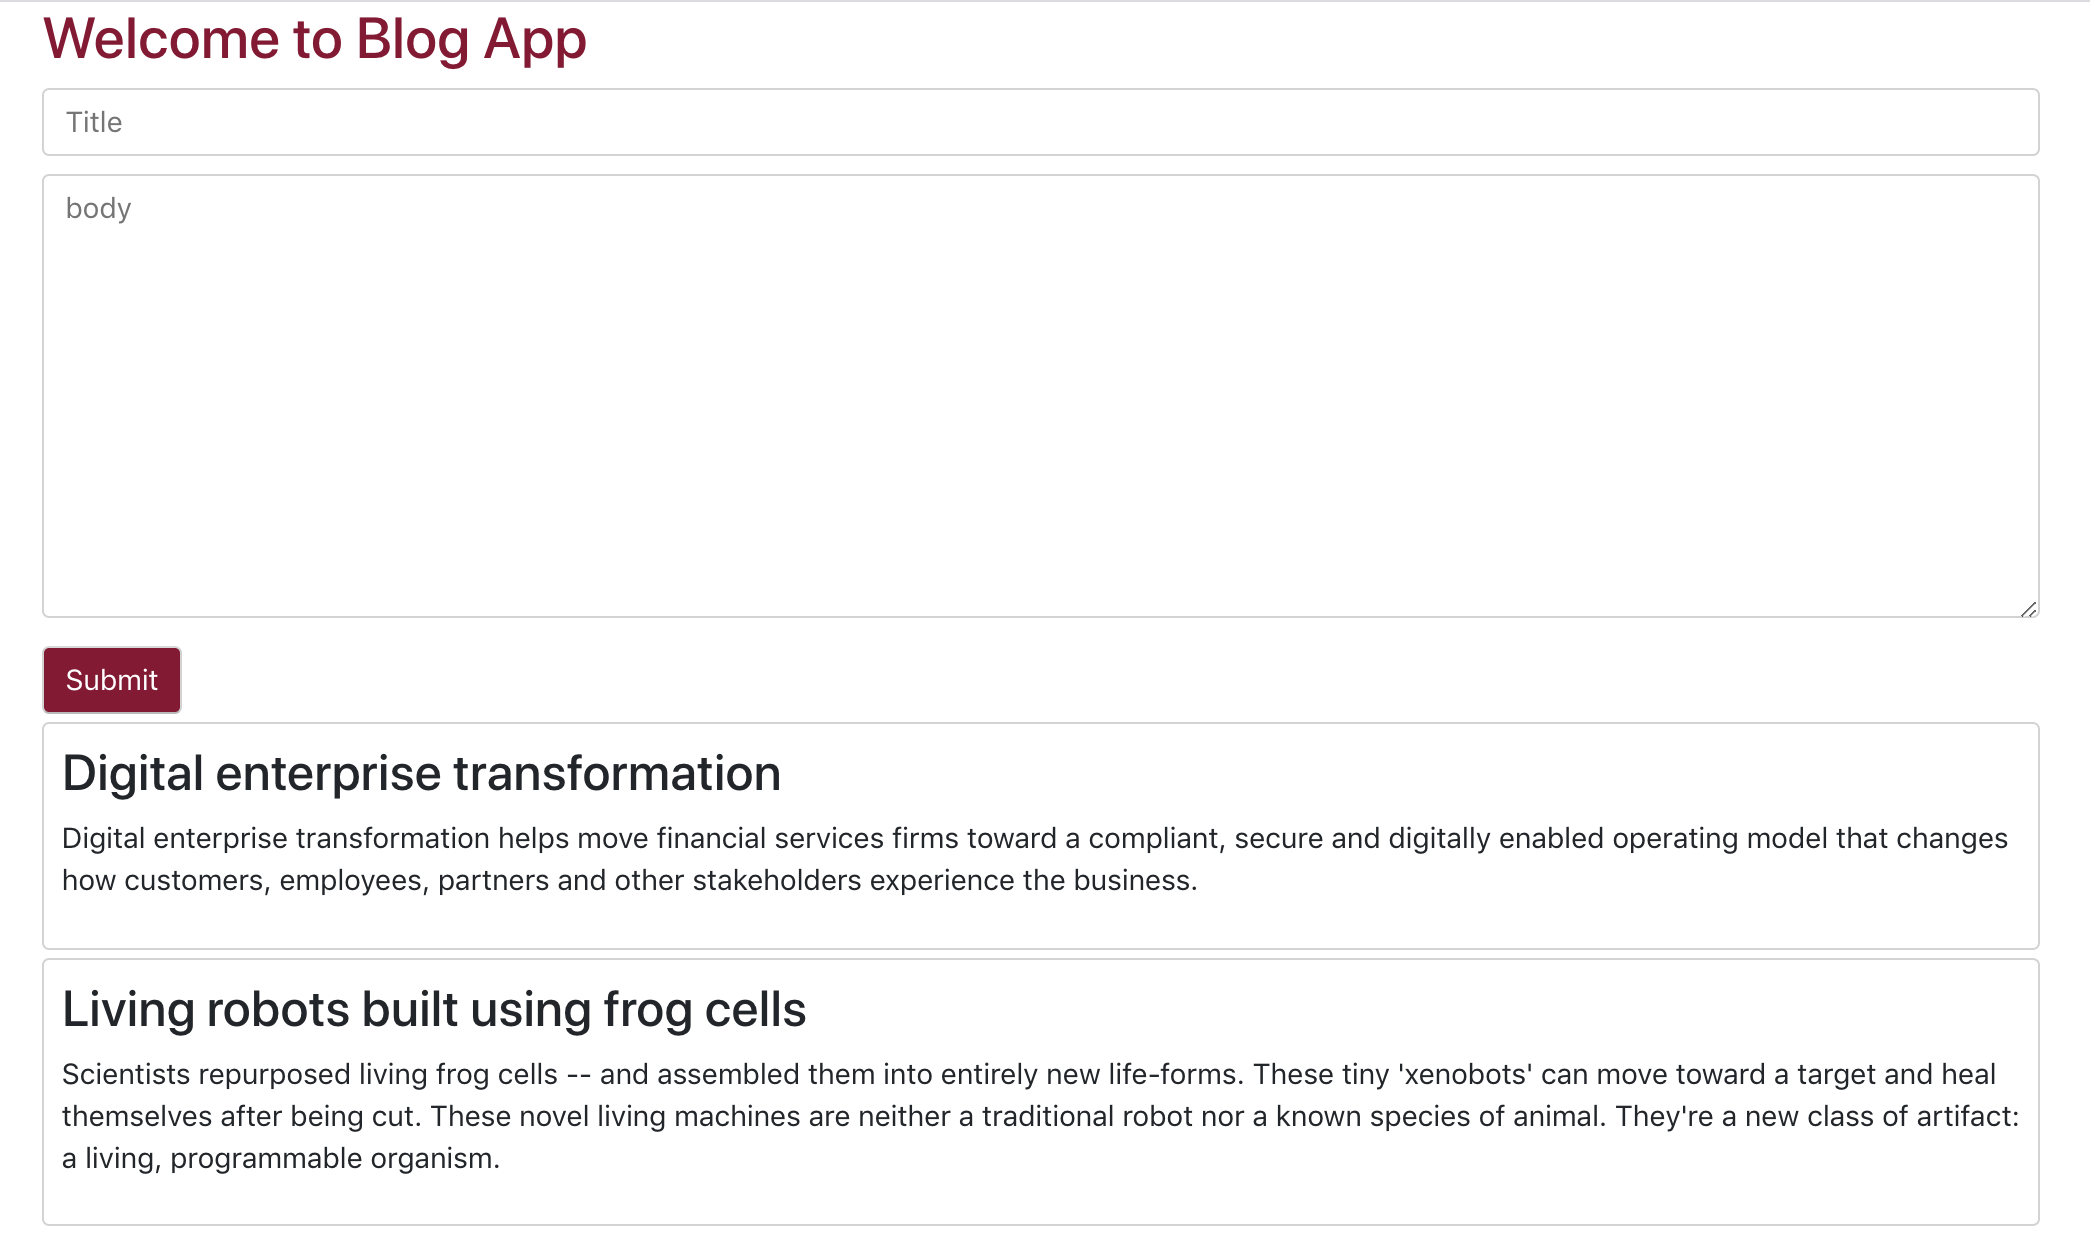 Welcome to Blog App
Title
body
Submit
Digital enterprise transformation
Digital enterprise transformation helps move financial services firms toward a compliant, secure and digitally enabled operating model that changes
how customers, employees, partners and other stakeholders experience the business.
Living robots built using frog cells
Scientists repurposed living frog cells -- and assembled them into entirely new life-forms. These tiny 'xenobots' can move toward a target and heal
themselves after being cut. These novel living machines are neither a traditional robot nor a known species of animal. They're a new class of artifact:
a living, programmable organism.